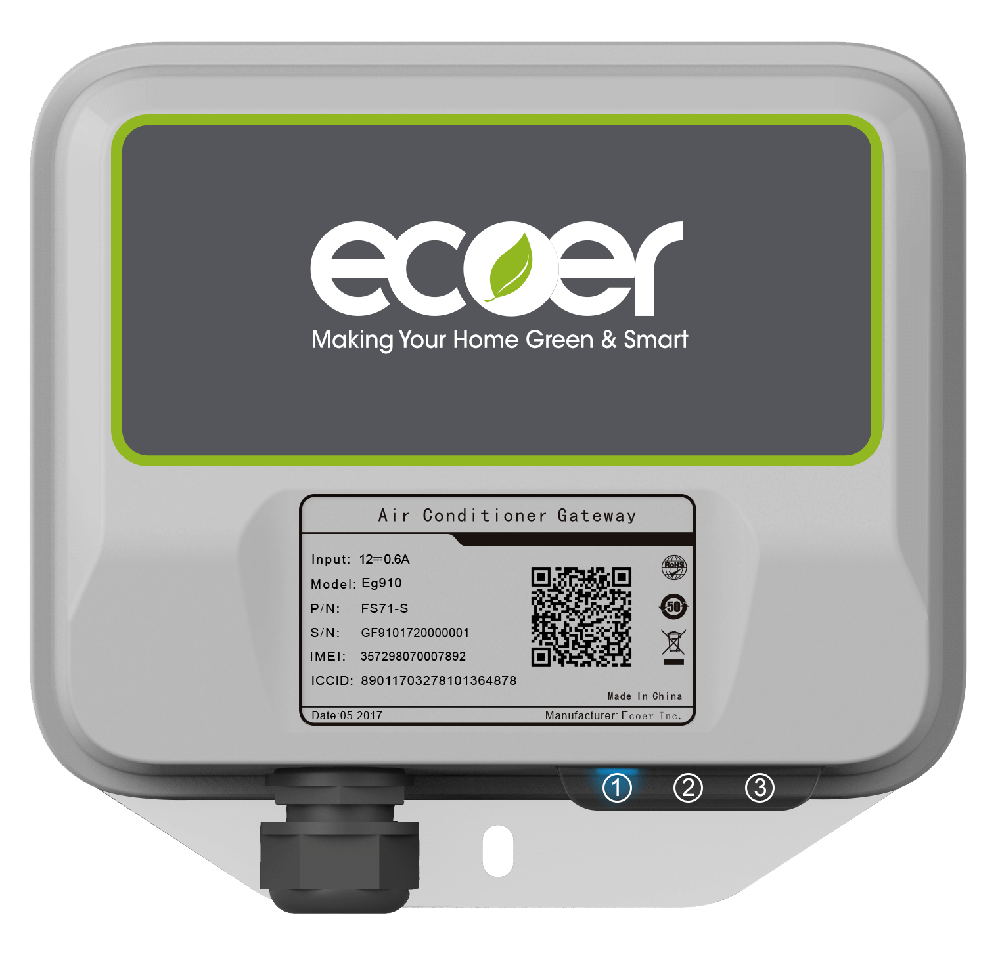 ecoer
Making Your Home Green & Smart
Air Conditioner Gateway
Input: 12⎓0.6A
Model: Eg910
P/N: FS71-S
S/N: GF9101720000001
IMEI: 357298070007892
ICCID: 89011703278101364878
RoHS
50
Made In China
Date:05.2017
Manufacturer: Ecoer Inc.
① ② ③